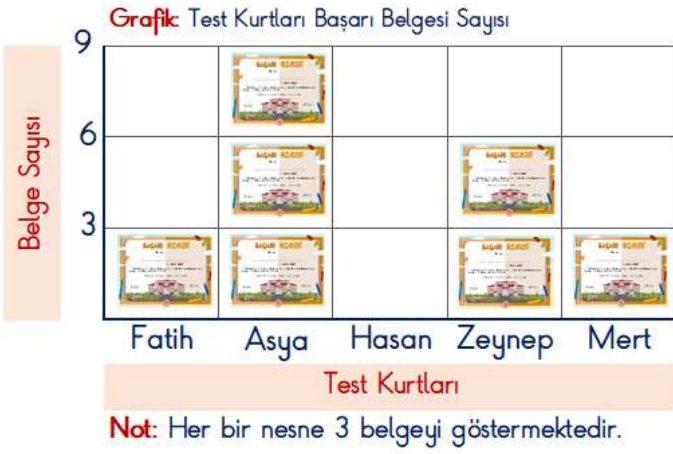 Grafik: Test Kurtları Başarı Belgesi Sayısı
9
6
3
Belge Sayısı
Fatih Asya Hasan Zeynep Mert
Test Kurtları
Not: Her bir nesne 3 belgeyi göstermektedir.